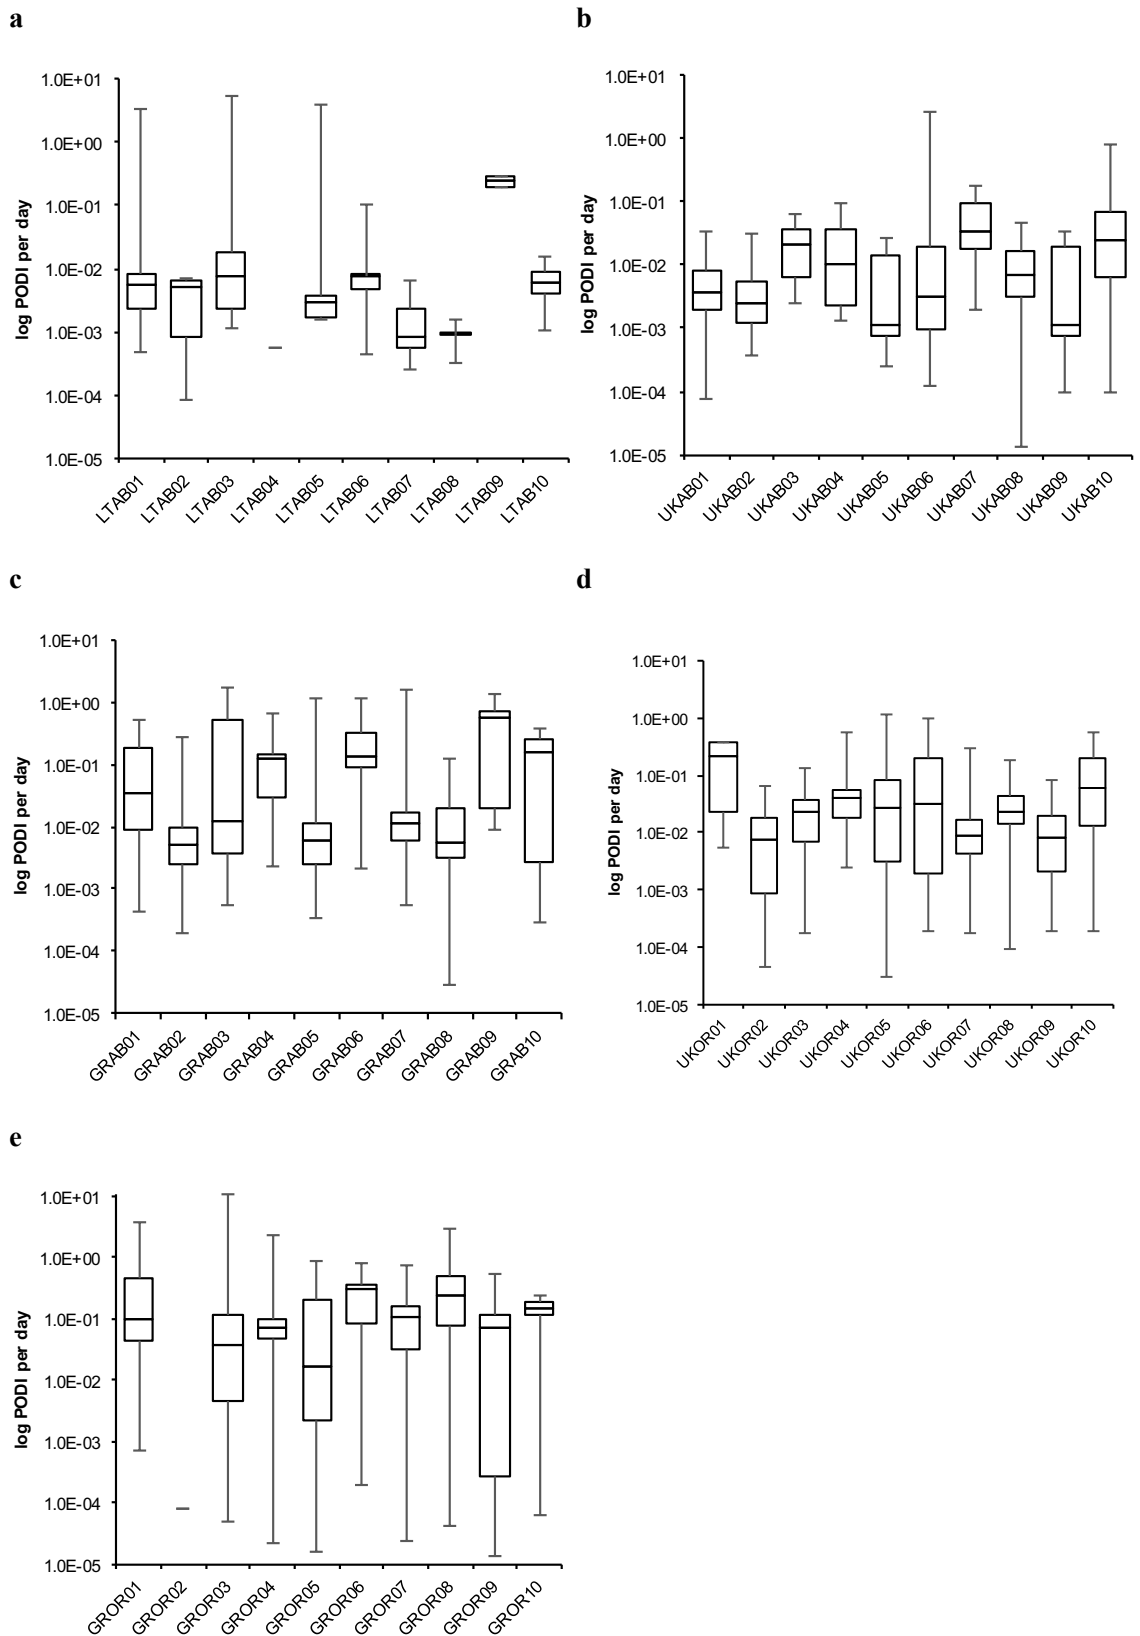 a
1.0E+01
1.0E+00
1.0E-01
1.0E-02
1.0E-03
1.0E-04
1.0E-05
log PODI per day
LTAB01
LTAB02
LTAB03
LTAB04
LTAB05
LTAB06
LTAB07
LTAB08
LTAB09
LTAB10
b
1.0E+01
1.0E+00
1.0E-01
1.0E-02
1.0E-03
1.0E-04
1.0E-05
log PODI per day
UKAB01
UKAB02
UKAB03
UKAB04
UKAB05
UKAB06
UKAB07
UKAB08
UKAB09
UKAB10
c
1.0E+01
1.0E+00
1.0E-01
1.0E-02
1.0E-03
1.0E-04
1.0E-05
log PODI per day
GRAB01
GRAB02
GRAB03
GRAB04
GRAB05
GRAB06
GRAB07
GRAB08
GRAB09
GRAB10
d
1.0E+01
1.0E+00
1.0E-01
1.0E-02
1.0E-03
1.0E-04
1.0E-05
log PODI per day
UKOR01
UKOR02
UKOR03
UKOR04
UKOR05
UKOR06
UKOR07
UKOR08
UKOR09
UKOR10
e
1.0E+01
1.0E+00
1.0E-01
1.0E-02
1.0E-03
1.0E-04
1.0E-05
log PODI per day
GROR01
GROR02
GROR03
GROR04
GROR05
GROR06
GROR07
GROR08
GROR09
GROR10